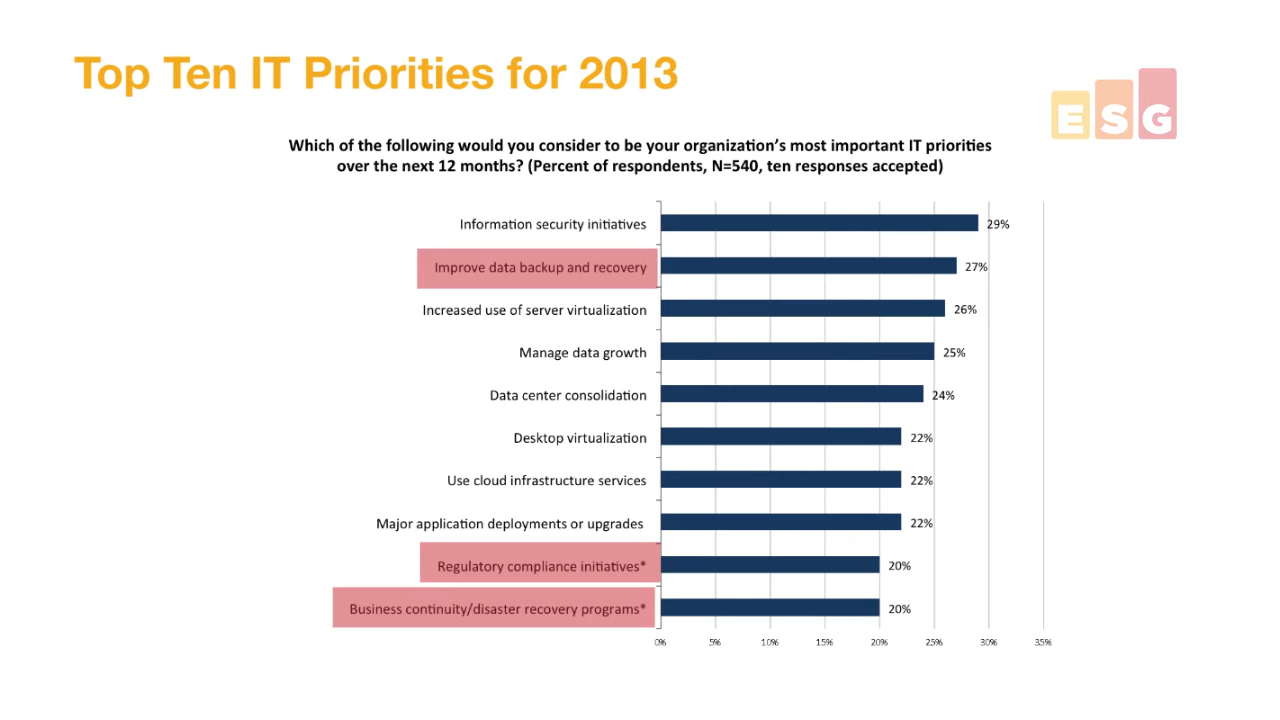 Top Ten IT Priorities for 2013
ESG
Which of the following would you consider to be your organization's most important IT priorities
over the next 12 months? (Percent of respondents, N=540, ten responses accepted)
Information security initiatives 29%
Improve data backup and recovery 27%
Increased use of server virtualization 26%
Manage data growth 25%
Data center consolidation 24%
Desktop virtualization 22%
Use cloud infrastructure services 22%
Major application deployments or upgrades 22%
Regulatory compliance initiatives* 20%
Business continuity/disaster recovery programs* 20%
0% 5% 10% 15% 20% 25% 30% 35%